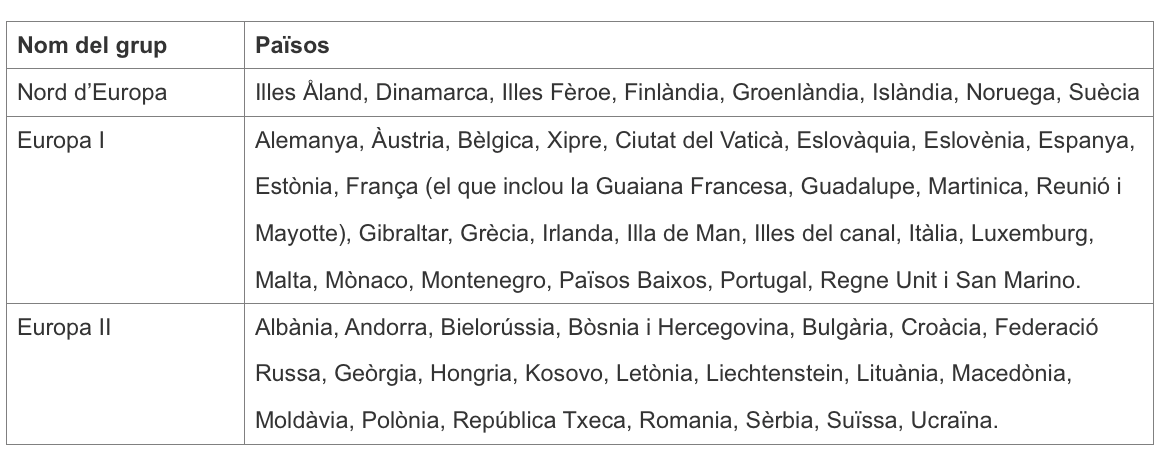 Nom del grup
Països
Nord d’Europa
Illes Åland, Dinamarca, Illes Fèroe, Finlàndia, Groenlàndia, Islàndia, Noruega, Suècia
Europa I
Alemanya, Àustria, Bèlgica, Xipre, Ciutat del Vaticà, Eslovàquia, Eslovènia, Espanya,
Estònia, França (el que inclou la Guaiana Francesa, Guadalupe, Martinica, Reunió i
Mayotte), Gibraltar, Grècia, Irlanda, Illa de Man, Illes del canal, Itàlia, Luxemburg,
Malta, Mònaco, Montenegro, Països Baixos, Portugal, Regne Unit i San Marino.
Europa II
Albània, Andorra, Bielorússia, Bòsnia i Hercegovina, Bulgària, Croàcia, Federació
Russa, Geòrgia, Hongria, Kosovo, Letònia, Liechtenstein, Lituània, Macedònia,
Moldàvia, Polònia, República Txeca, Romania, Sèrbia, Suïssa, Ucraïna.